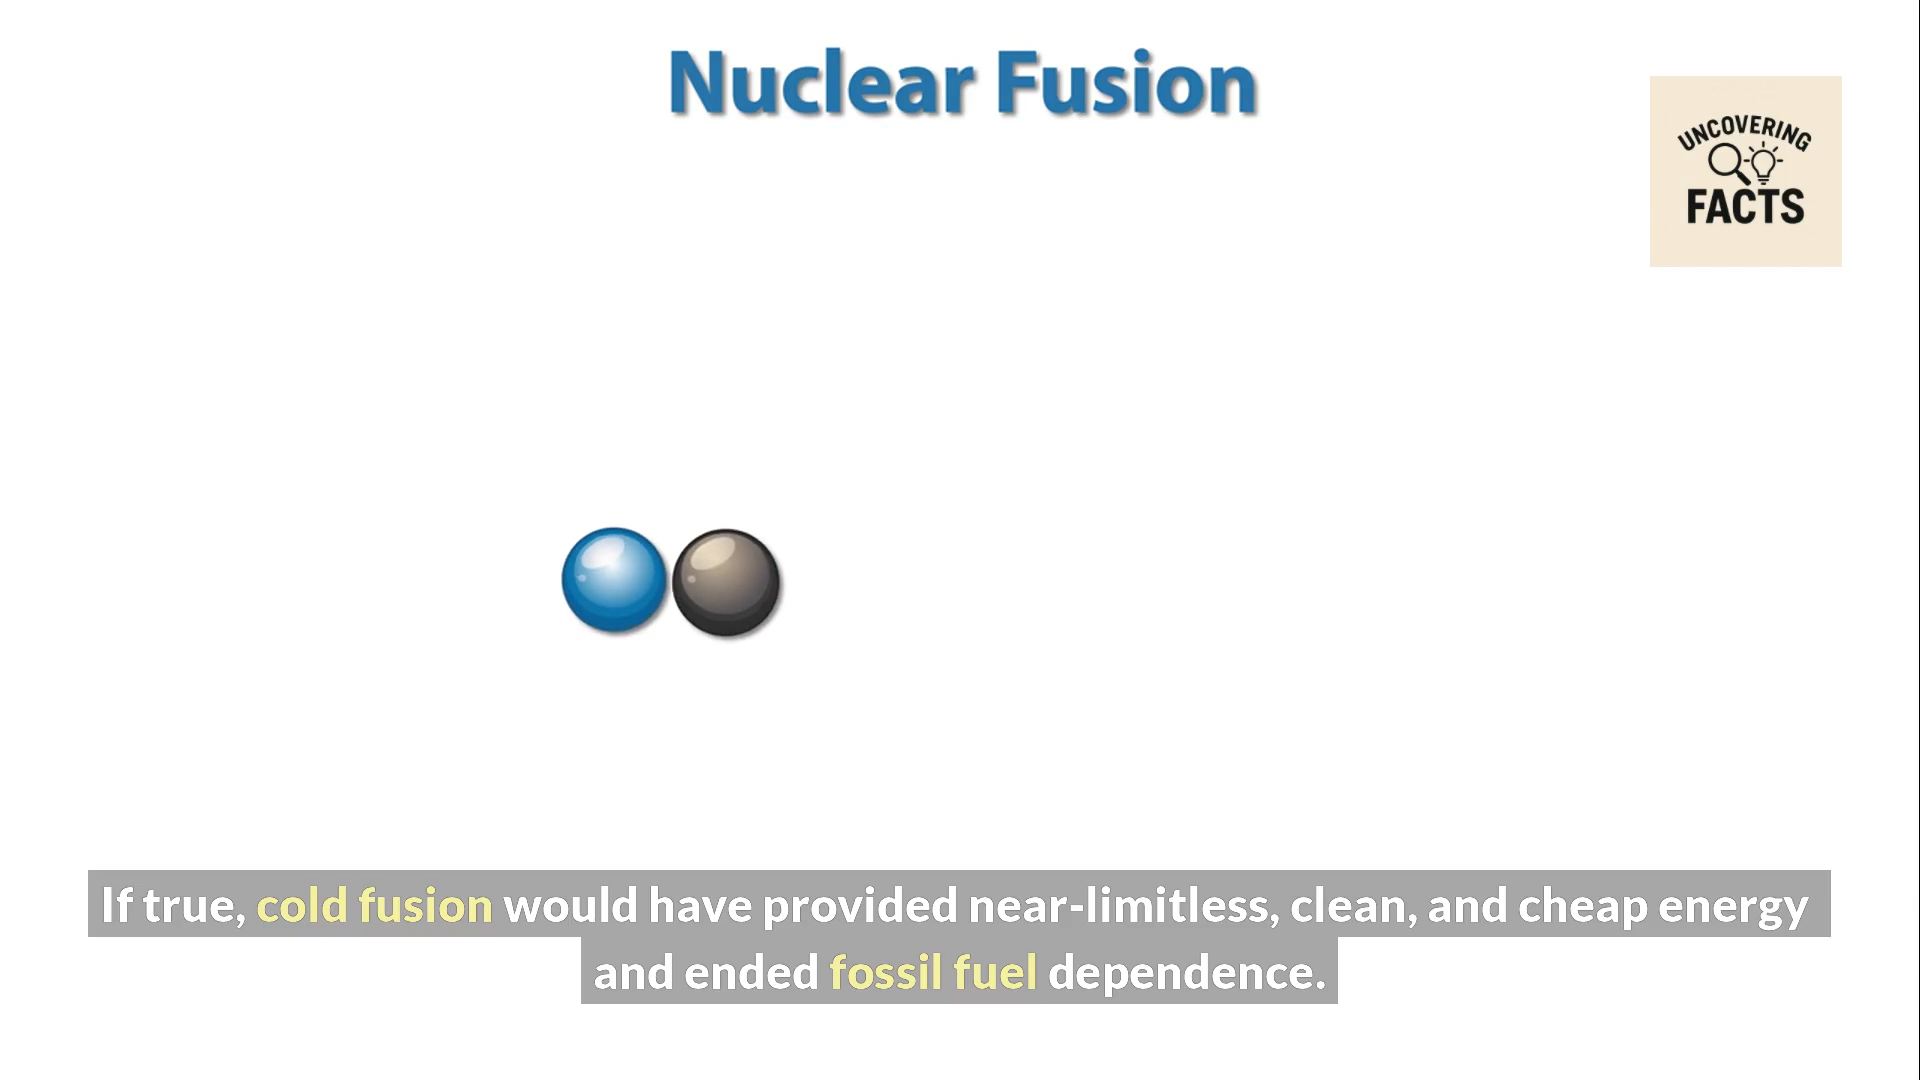 Nuclear Fusion
UNCOVERING
FACTS
If true, cold fusion would have provided near-limitless, clean, and cheap energy
and ended fossil fuel dependence.